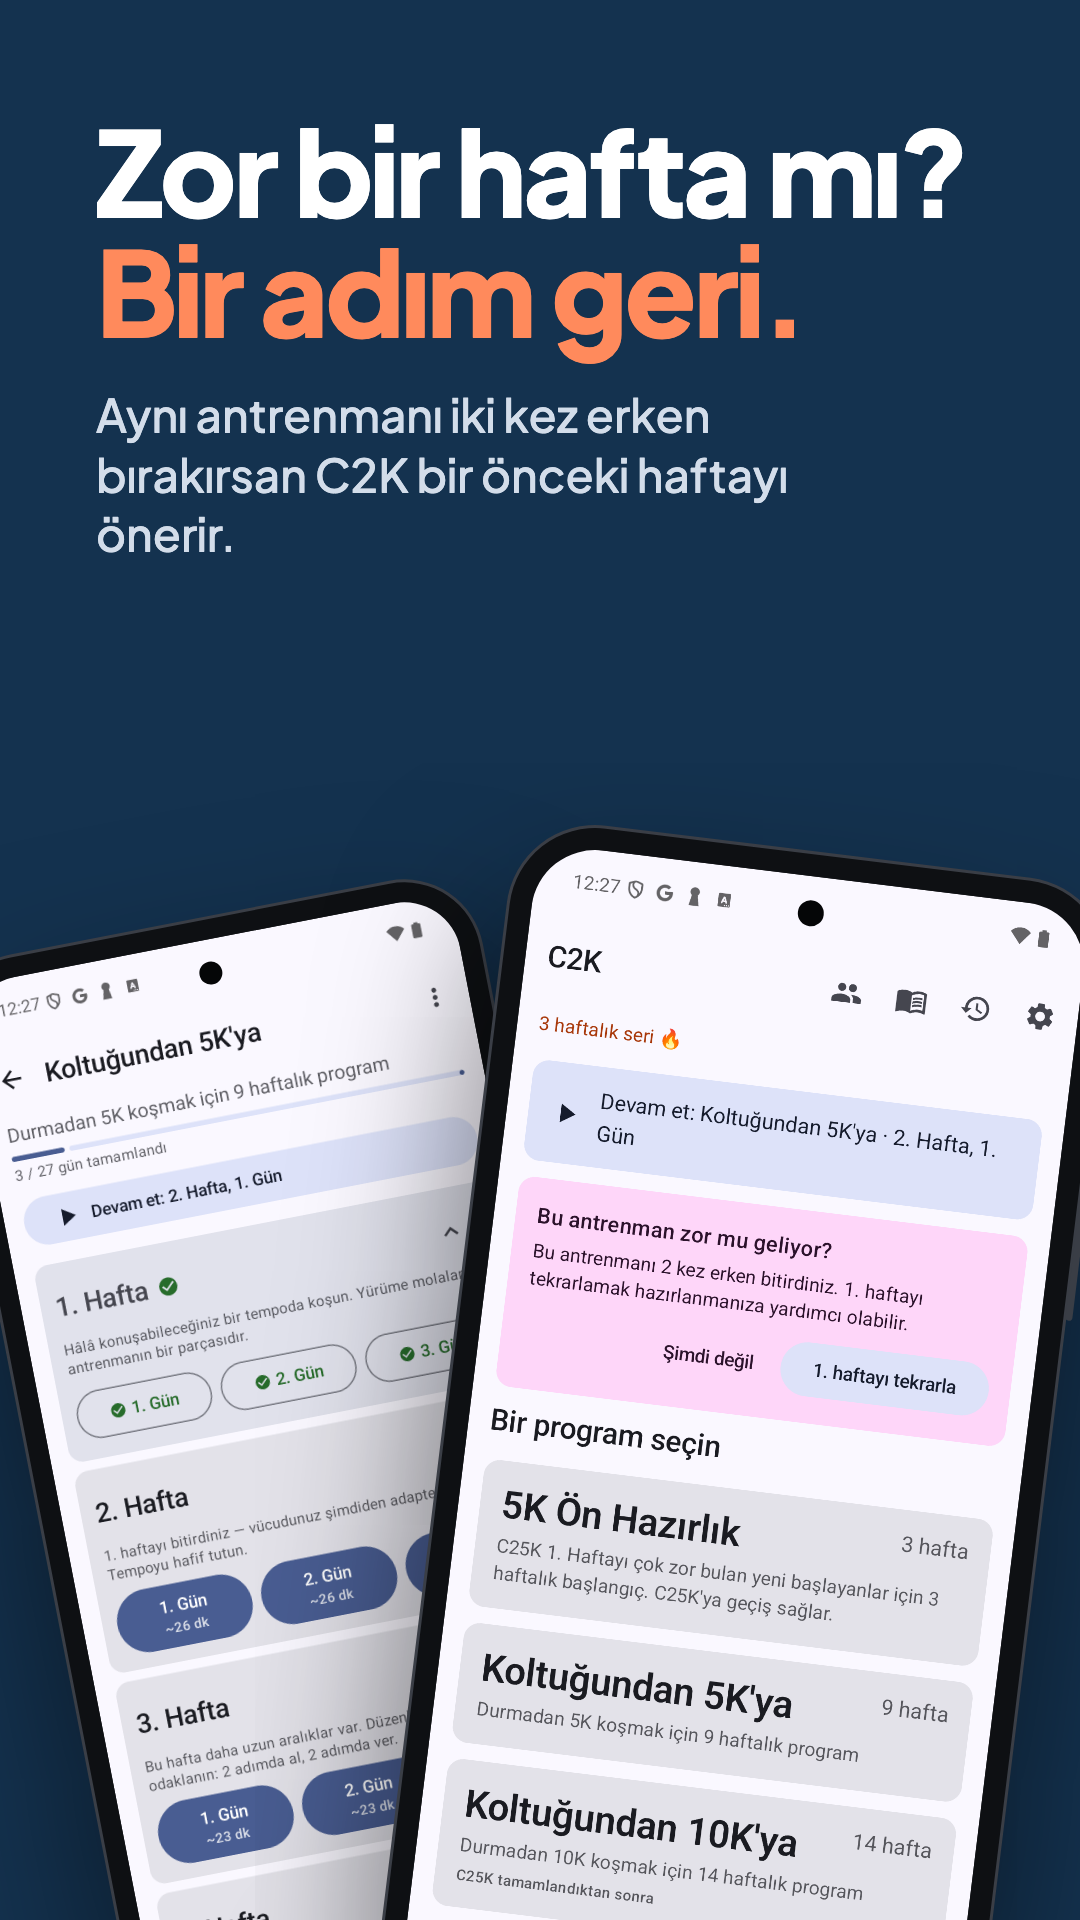 Zor bir hafta mı?
Bir adım geri.
Aynı antrenmanı iki kez erken
bırakırsan C2K bir önceki haftayı
önerir.
12:27
Koltuğundan 5K'ya
Durmadan 5K koşmak için 9 haftalık program
3 / 27 gün tamamlandı
Devam et: 2. Hafta, 1. Gün
1. Hafta
Hâlâ konuşabileceğiniz bir tempoda koşun. Yürüme molaları
antrenmanın bir parçasıdır.
1. Gün
2. Gün
3. Gü
2. Hafta
1. haftayı bitirdiniz — vücudunuz şimdiden adapte
Tempoyu hafif tutun.
1. Gün
~26 dk
2. Gün
~26 dk
3. Hafta
Bu hafta daha uzun aralıklar var. Düzenl
odaklanın: 2 adımda al, 2 adımda ver.
1. Gün
~23 dk
2. Gün
~23 dk
12:27
C2K
3 haftalık seri 🔥
Devam et: Koltuğundan 5K'ya · 2. Hafta, 1.
Gün
Bu antrenman zor mu geliyor?
Bu antrenmanı 2 kez erken bitirdiniz. 1. haftayı
tekrarlamak hazırlanmanıza yardımcı olabilir.
Şimdi değil
1. haftayı tekrarla
Bir program seçin
5K Ön Hazırlık
3 hafta
C25K 1. Haftayı çok zor bulan yeni başlayanlar için 3
haftalık başlangıç. C25K'ya geçiş sağlar.
Koltuğundan 5K'ya
9 hafta
Durmadan 5K koşmak için 9 haftalık program
Koltuğundan 10K'ya
14 hafta
Durmadan 10K koşmak için 14 haftalık program
C25K tamamlandıktan sonra